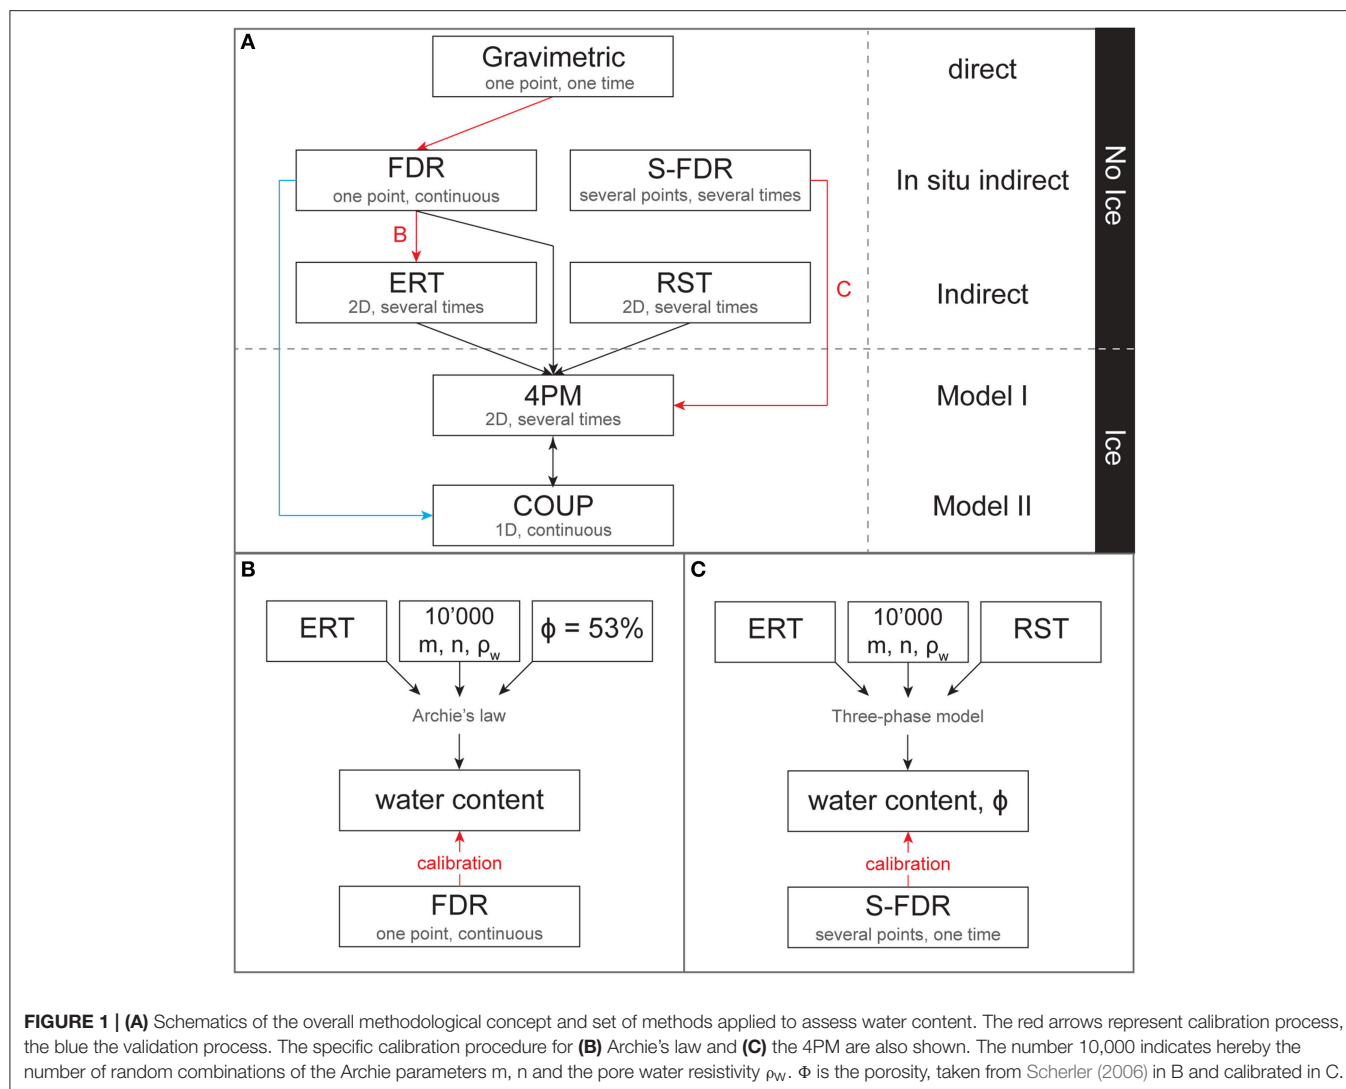 A
Gravimetric
one point, one time
direct
FDR
one point, continuous
S-FDR
several points, several times
In situ indirect
No Ice
B
ERT
2D, several times
RST
2D, several times
C
Indirect
4PM
2D, several times
Model I
Ice
COUP
1D, continuous
Model II
B
ERT
10’000
m, n, ρw
ϕ = 53%
Archie’s law
water content
calibration
FDR
one point, continuous
C
ERT
10’000
m, n, ρw
RST
Three-phase model
water content, ϕ
calibration
S-FDR
several points, one time
FIGURE 1 | (A) Schematics of the overall methodological concept and set of methods applied to assess water content. The red arrows represent calibration process,
the blue the validation process. The specific calibration procedure for (B) Archie’s law and (C) the 4PM are also shown. The number 10,000 indicates hereby the
number of random combinations of the Archie parameters m, n and the pore water resistivity ρw. Φ is the porosity, taken from Scherler (2006) in B and calibrated in C.